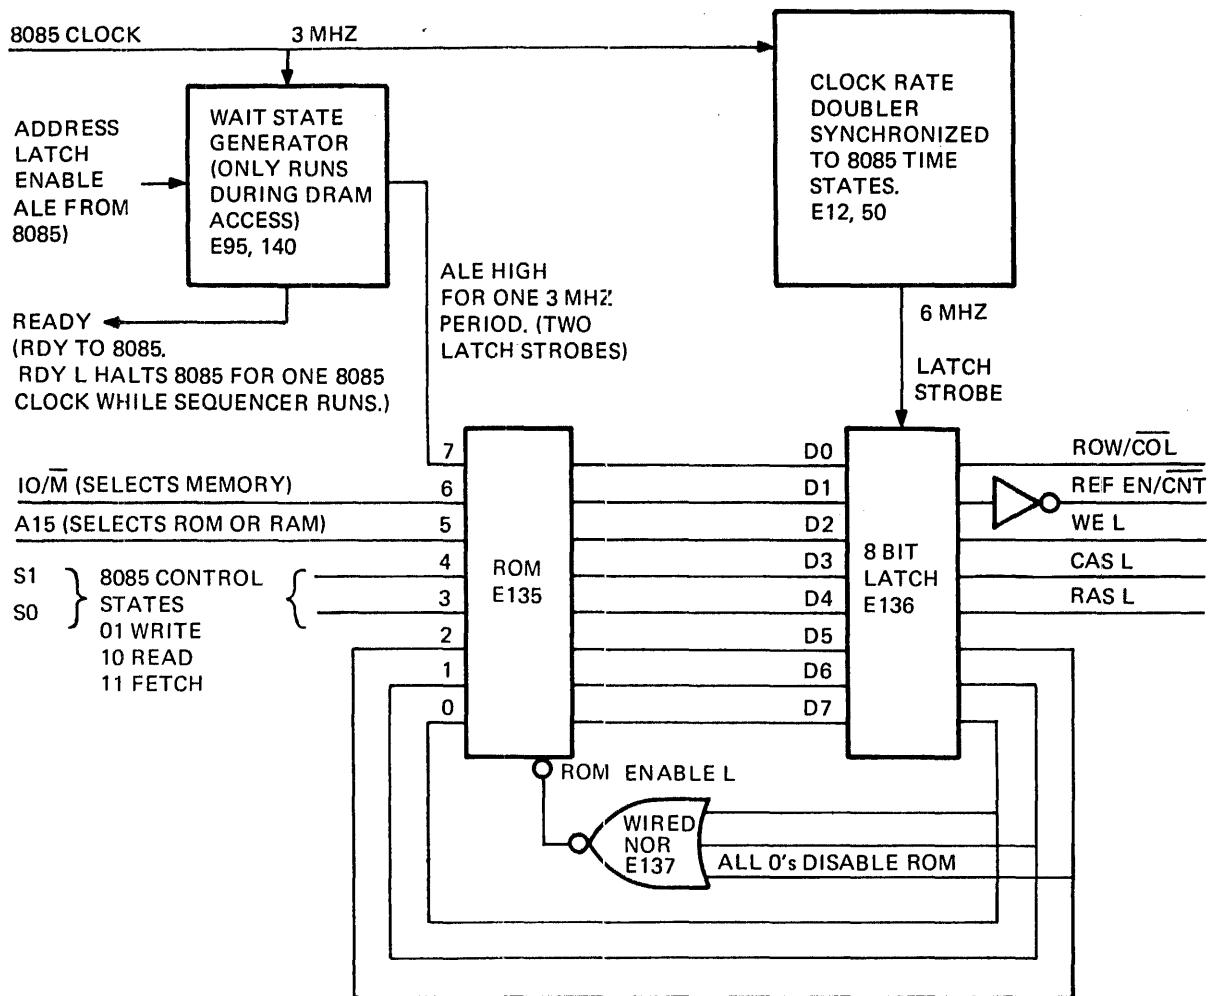 8085 CLOCK
3 MHZ
ADDRESS
LATCH
ENABLE
ALE FROM
8085)
WAIT STATE
GENERATOR
(ONLY RUNS
DURING DRAM
ACCESS)
E95, 140
CLOCK RATE
DOUBLER
SYNCHRONIZED
TO 8085 TIME
STATES.
E12, 50
READY
(RDY TO 8085.
RDY L HALTS 8085 FOR ONE 8085
CLOCK WHILE SEQUENCER RUNS.)
ALE HIGH
FOR ONE 3 MHZ
PERIOD. (TWO
LATCH STROBES)
6 MHZ
LATCH
STROBE
IO/M̅ (SELECTS MEMORY)
A15 (SELECTS ROM OR RAM)
S1
S0
8085 CONTROL
STATES
01 WRITE
10 READ
11 FETCH
7
6
5
4
3
2
1
0
ROM
E135
D0
D1
D2
D3
D4
D5
D6
D7
8 BIT
LATCH
E136
ROW/C̅O̅L̅
REF EN/C̅N̅T̅
WE L
CAS L
RAS L
ROM ENABLE L
WIRED
NOR
E137
ALL 0's DISABLE ROM